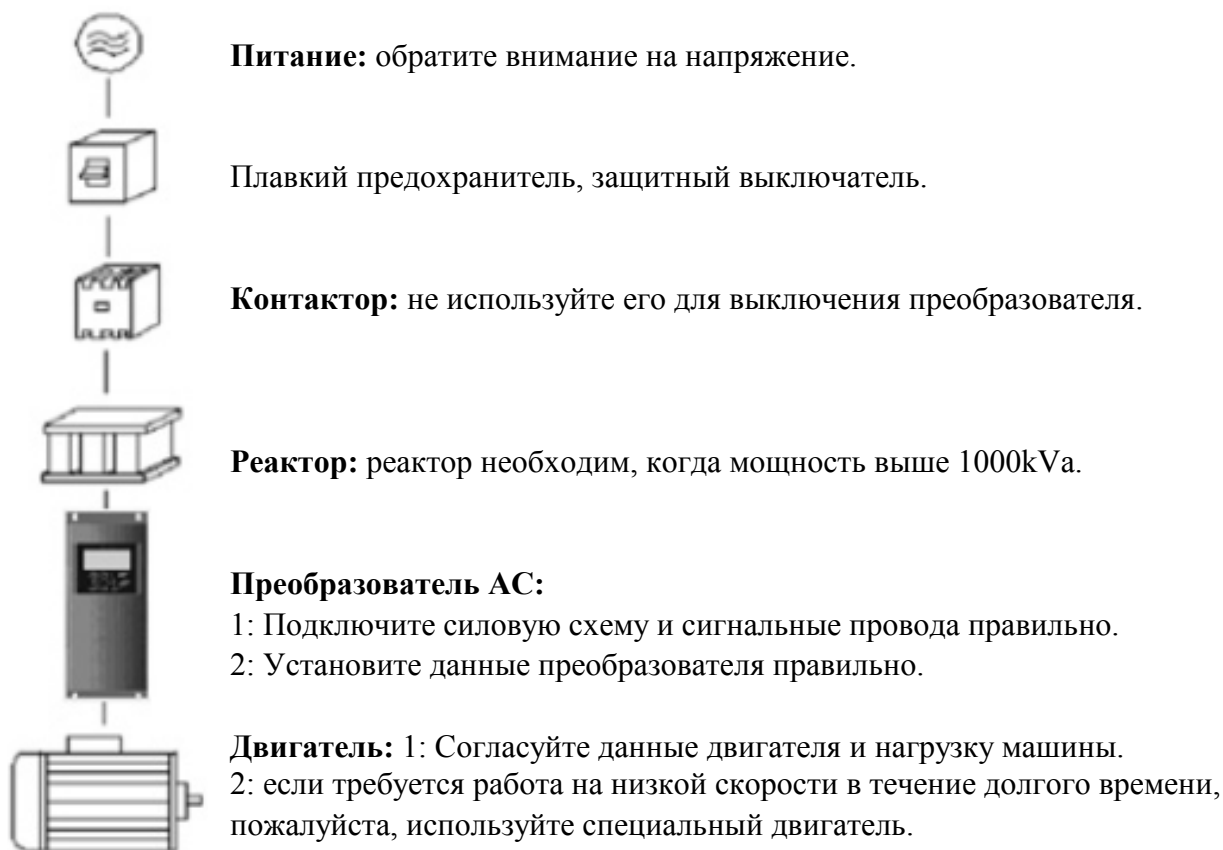 Питание: обратите внимание на напряжение.
Плавкий предохранитель, защитный выключатель.
Контактор: не используйте его для выключения преобразователя.
Реактор: реактор необходим, когда мощность выше 1000kVa.
Преобразователь AC:
1: Подключите силовую схему и сигнальные провода правильно.
2: Установите данные преобразователя правильно.
Двигатель: 1: Согласуйте данные двигателя и нагрузку машины.
2: если требуется работа на низкой скорости в течение долгого времени,
пожалуйста, используйте специальный двигатель.